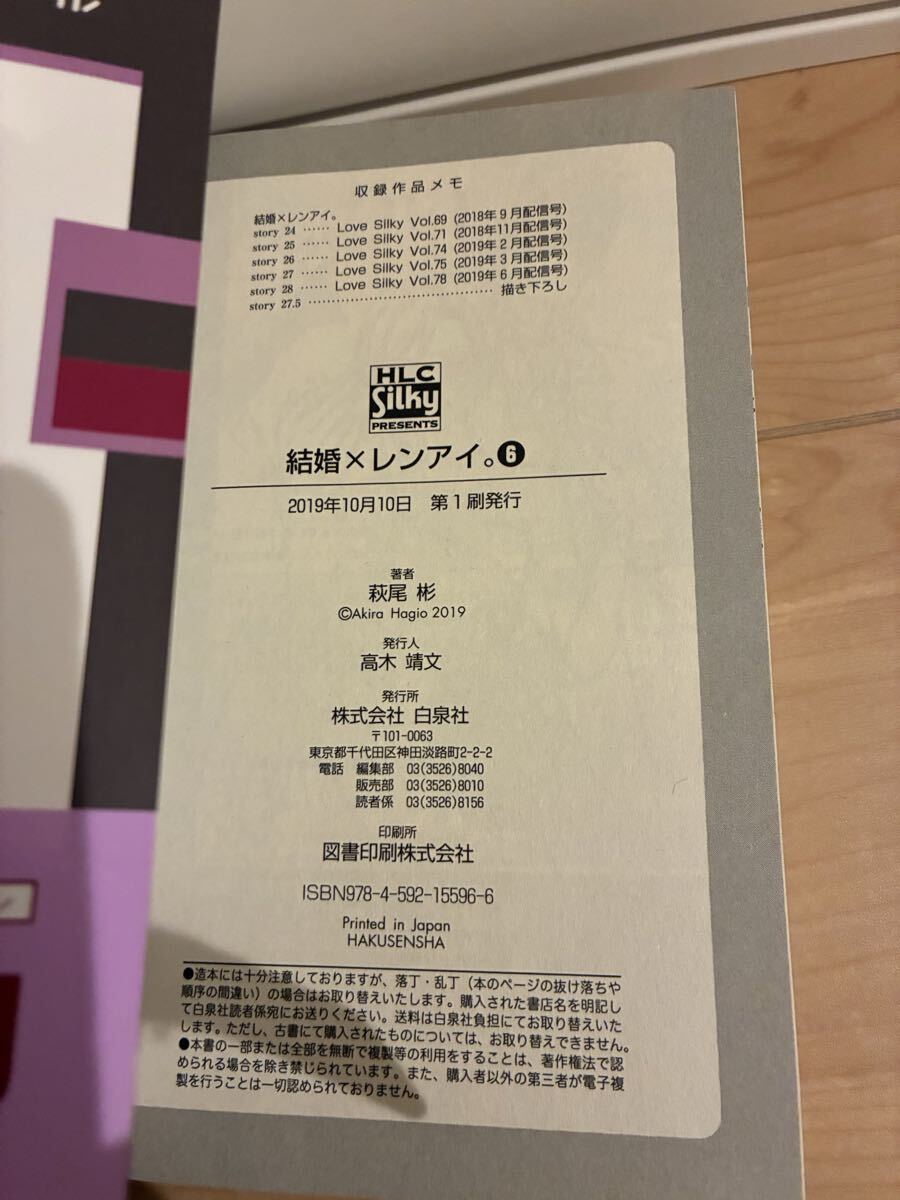 収録作品メモ
結婚×レンアイ。
story 24 …… Love Silky Vol.69 (2018年9月配信号)
story 25 …… Love Silky Vol.71 (2018年11月配信号)
story 26 …… Love Silky Vol.74 (2019年2月配信号)
story 27 …… Love Silky Vol.75 (2019年3月配信号)
story 28 …… Love Silky Vol.78 (2019年6月配信号)
story 27.5 …………………………………… 描き下ろし
HLC
Silky
PRESENTS
結婚×レンアイ。❻
2019年10月10日 第1刷発行
著者
萩尾 彬
©Akira Hagio 2019
発行人
高木 靖文
発行所
株式会社 白泉社
〒101-0063
東京都千代田区神田淡路町2-2-2
電話 編集部 03(3526)8040
販売部 03(3526)8010
読者係 03(3526)8156
印刷所
図書印刷株式会社
ISBN978-4-592-15596-6
Printed in Japan
HAKUSENSHA
●造本には十分注意しておりますが、落丁・乱丁（本のページの抜け落ちや
順序の間違い）の場合はお取り替えいたします。購入された書店名を明記し
て白泉社読者係宛にお送りください。送料は白泉社負担にてお取り替えいた
します。ただし、古書にて購入されたものについては、お取り替えできません。
●本書の一部または全部を無断で複製等の利用をすることは、著作権法で認
められる場合を除き禁じられています。また、購入者以外の第三者が電子複
製を行うことは一切認められておりません。